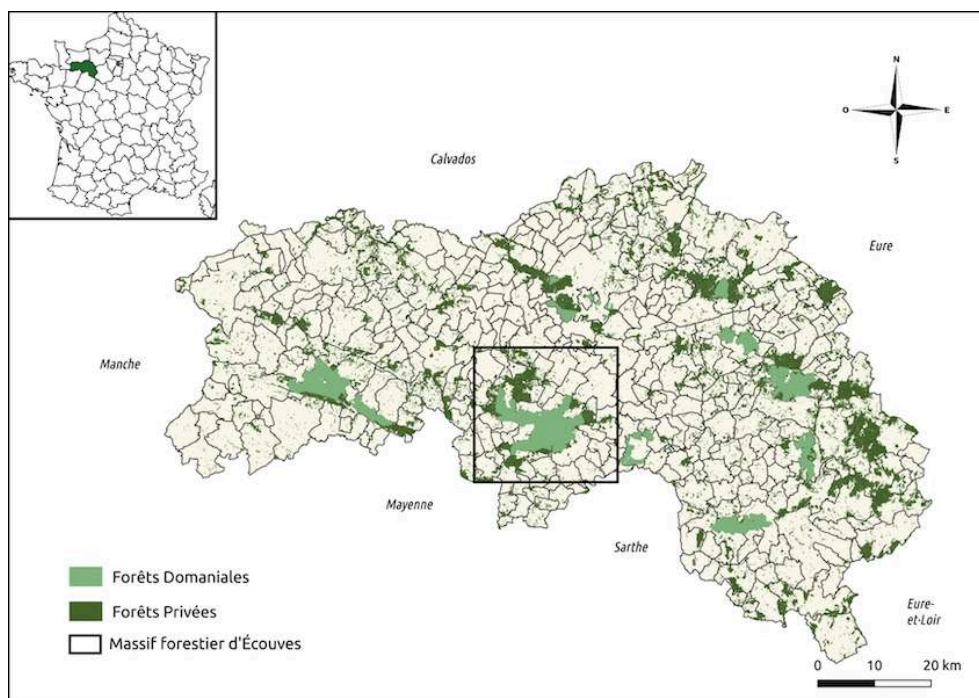 N
O
E
S
Calvados
Eure
Manche
Mayenne
Sarthe
Eure-
et-Loir
Forêts Domaniales
Forêts Privées
Massif forestier d'Écouves
0 10 20 km